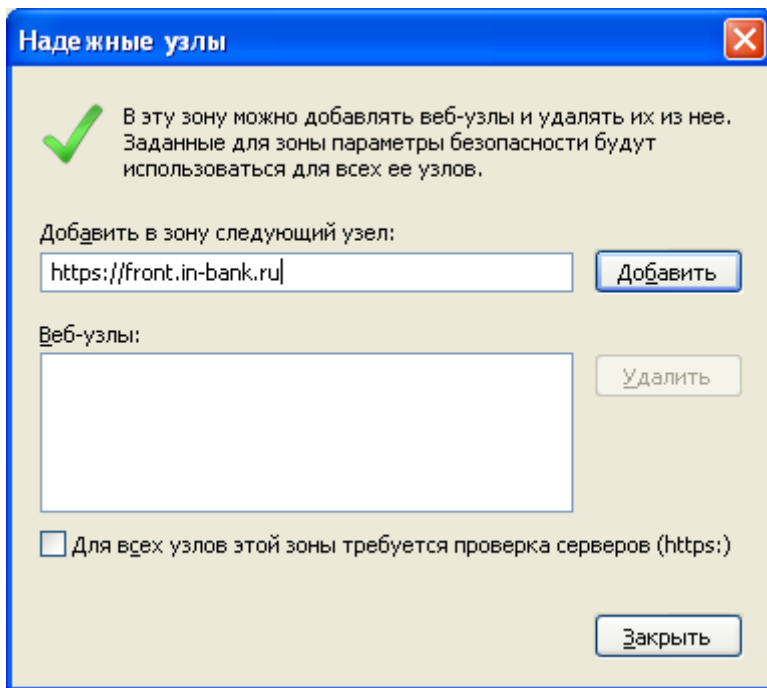 Надежные узлы
В эту зону можно добавлять веб-узлы и удалять их из нее.
Заданные для зоны параметры безопасности будут
использоваться для всех ее узлов.
Добавить в зону следующий узел:
https://front.in-bank.ru
Добавить
Веб-узлы:
Удалить
Для всех узлов этой зоны требуется проверка серверов (https:)
Закрыть